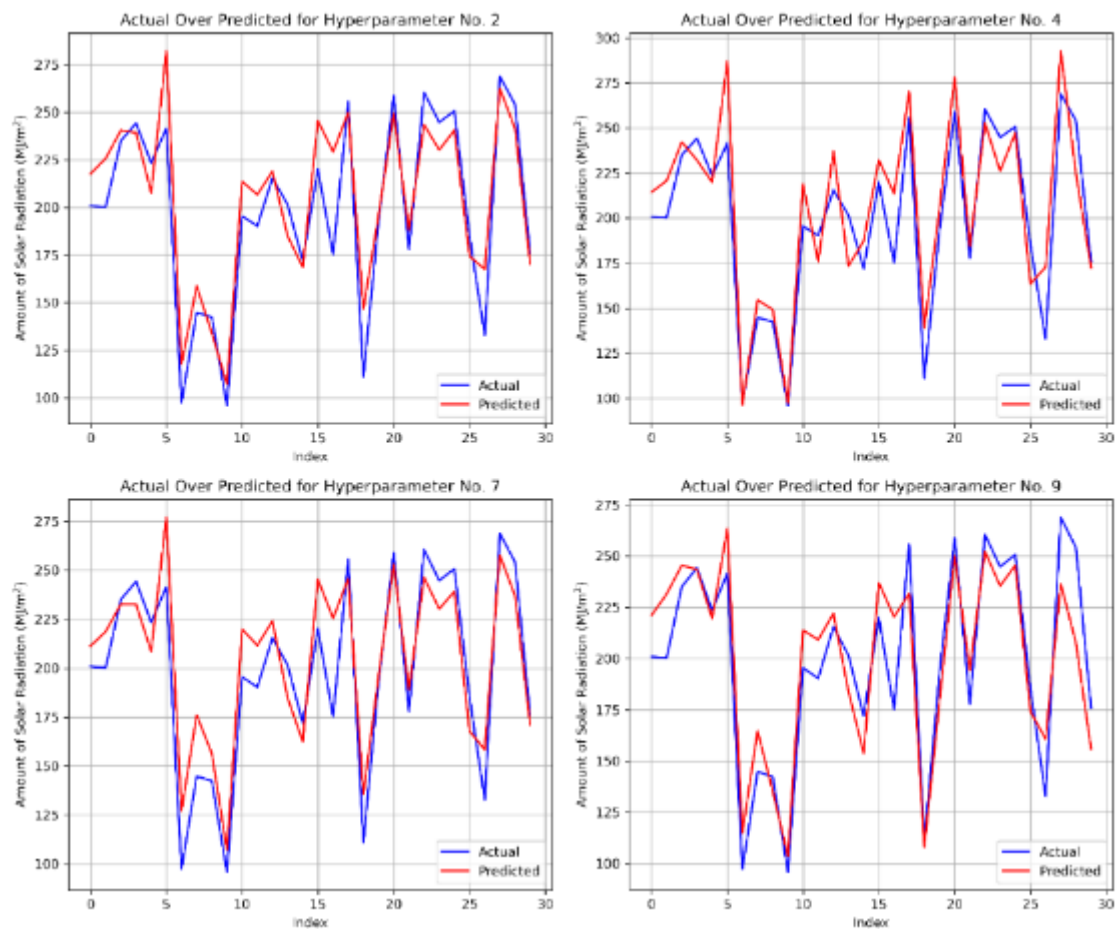 Actual Over Predicted for Hyperparameter No. 2
Amount of Solar Radiation (MJ/m²)
275
250
225
200
175
150
125
100
Actual
Predicted
0 5 10 15 20 25 30
Index
Actual Over Predicted for Hyperparameter No. 4
Amount of Solar Radiation (MJ/m²)
300
275
250
225
200
175
150
125
100
Actual
Predicted
0 5 10 15 20 25 30
Index
Actual Over Predicted for Hyperparameter No. 7
Amount of Solar Radiation (MJ/m²)
275
250
225
200
175
150
125
100
Actual
Predicted
0 5 10 15 20 25 30
Index
Actual Over Predicted for Hyperparameter No. 9
Amount of Solar Radiation (MJ/m²)
275
250
225
200
175
150
125
100
Actual
Predicted
0 5 10 15 20 25 30
Index